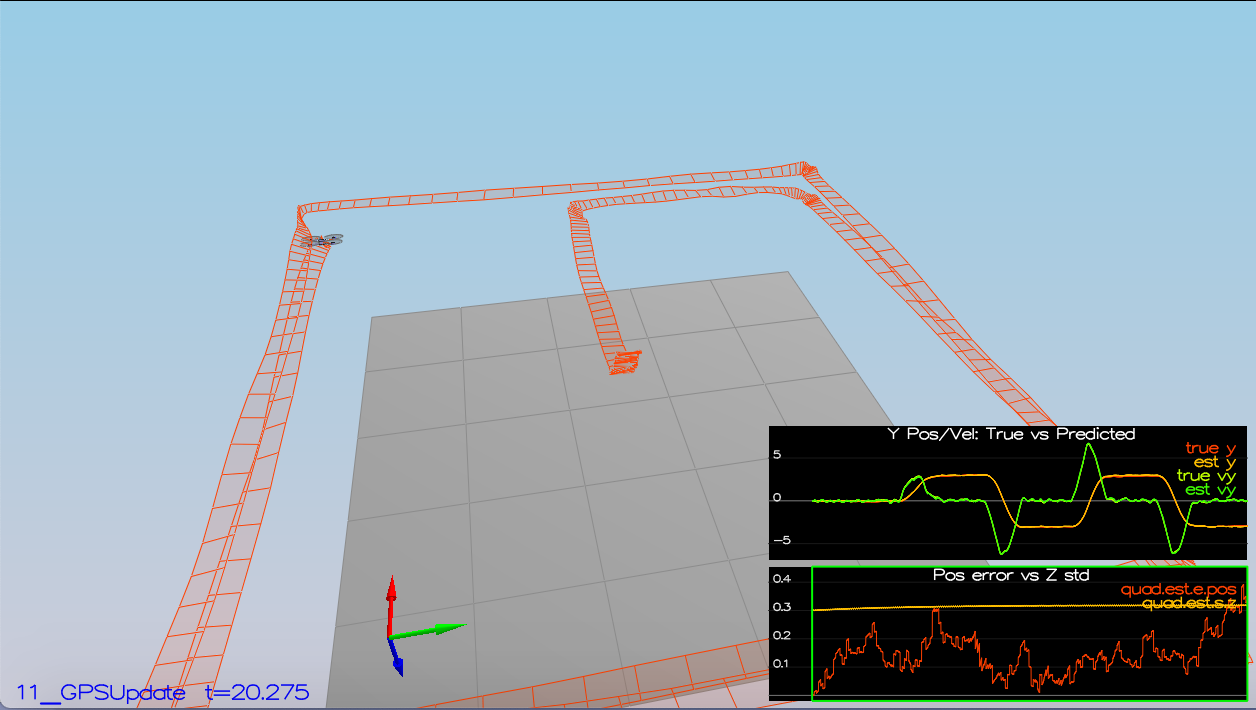 Y Pos/Vel: True vs Predicted
5
0
−5
true y
est y
true vy
est vy
Pos error vs Z std
0.4
0.3
0.2
0.1
quad.est.e.pos
quad.est.s.z
11__GPSUpdate t=20.275